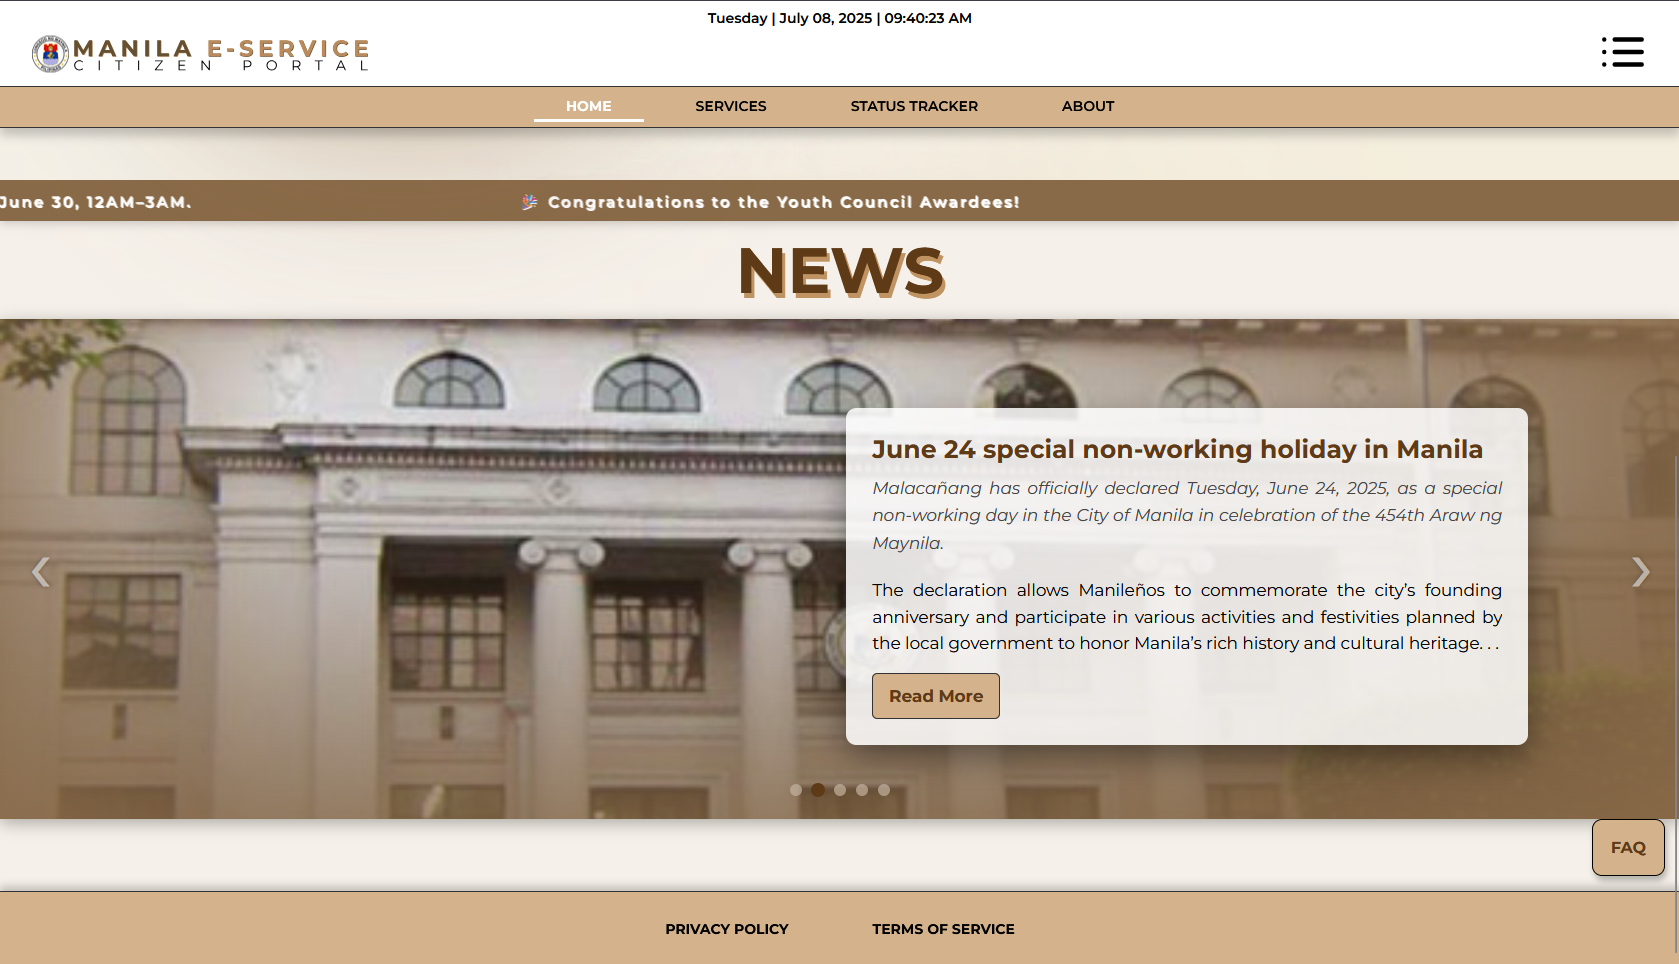 Tuesday | July 08, 2025 | 09:40:23 AM
MANILA E-SERVICE
CITIZEN PORTAL
HOME SERVICES STATUS TRACKER ABOUT
June 30, 12AM–3AM. 🎉 Congratulations to the Youth Council Awardees!
NEWS
June 24 special non-working holiday in Manila
Malacañang has officially declared Tuesday, June 24, 2025, as a special
non-working day in the City of Manila in celebration of the 454th Araw ng
Maynila.
The declaration allows Manileños to commemorate the city’s founding
anniversary and participate in various activities and festivities planned by
the local government to honor Manila’s rich history and cultural heritage. . .
❮ ❯
Read More
FAQ
PRIVACY POLICY TERMS OF SERVICE